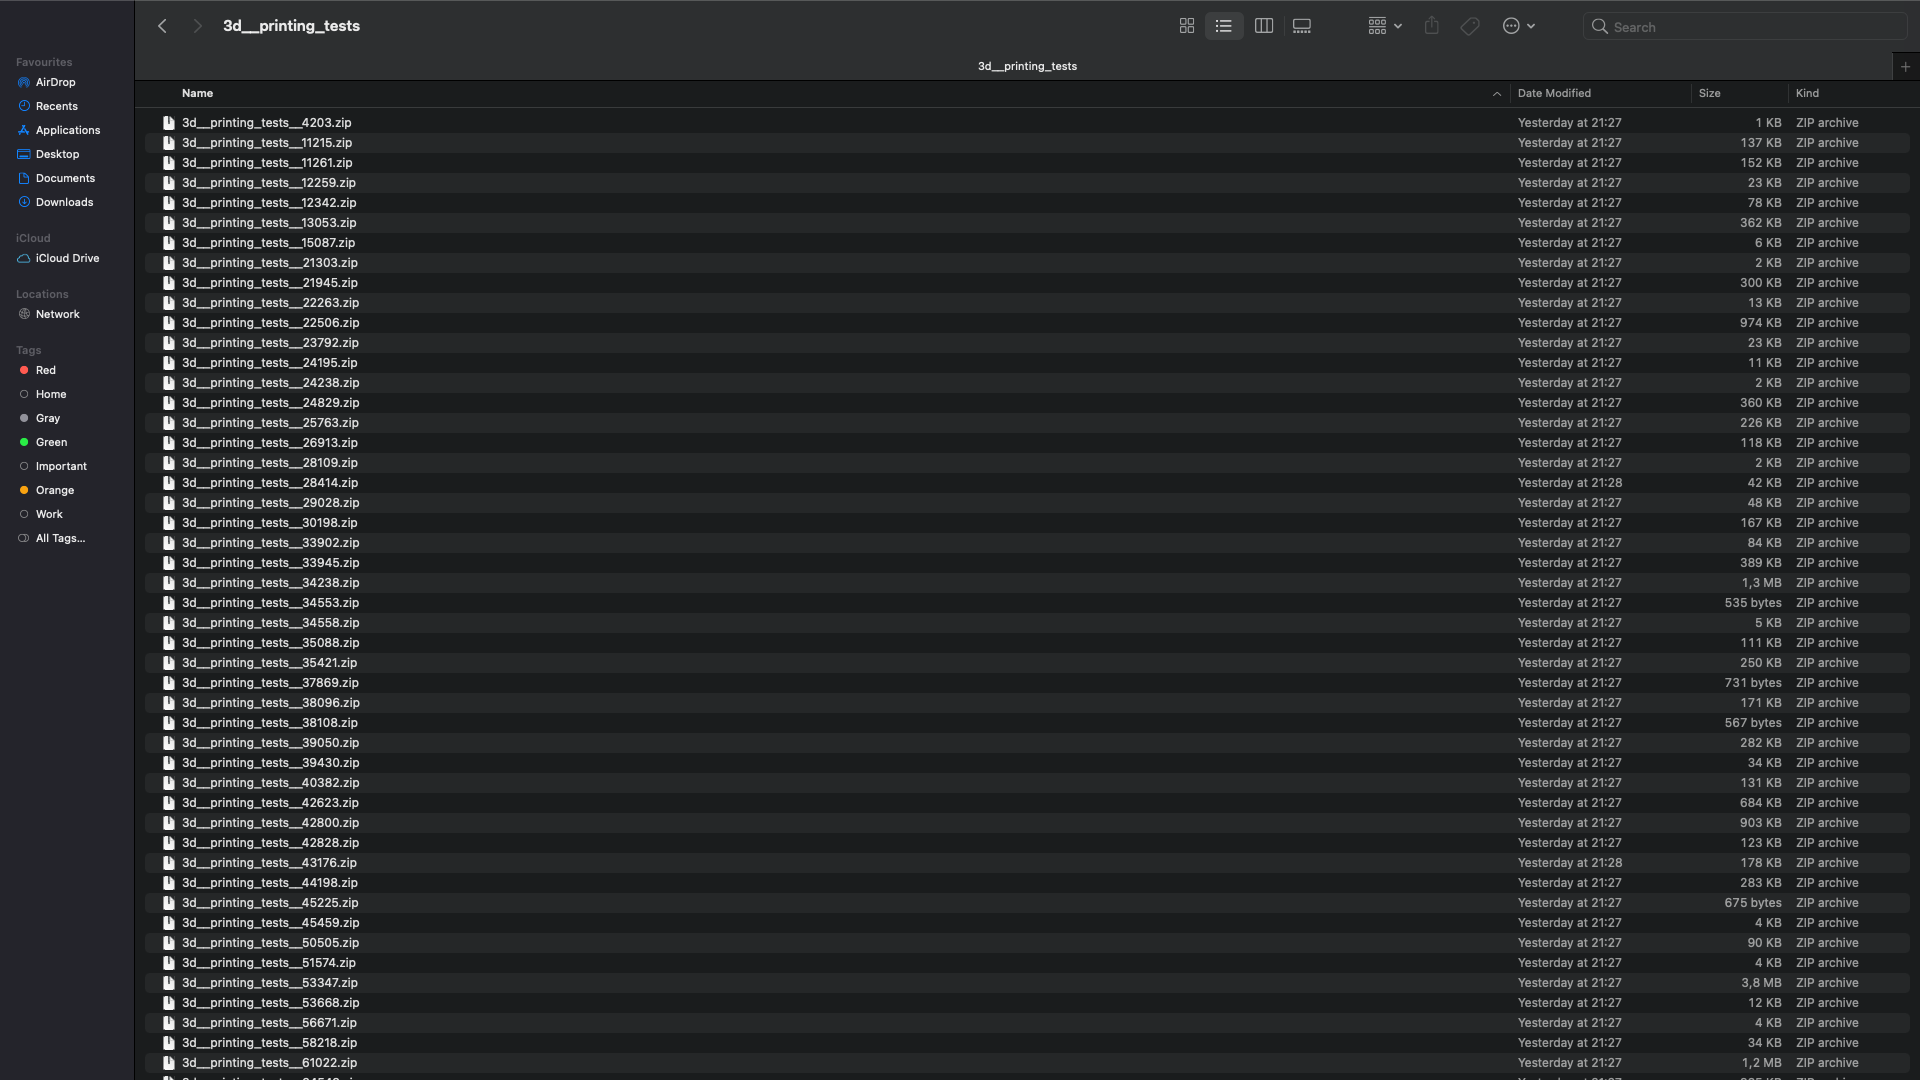 3d__printing_tests
Search
3d__printing_tests
Favourites
AirDrop
Recents
Applications
Desktop
Documents
Downloads
iCloud
iCloud Drive
Locations
Network
Tags
Red
Home
Gray
Green
Important
Orange
Work
All Tags...
Name Date Modified Size Kind
3d__printing_tests__4203.zip Yesterday at 21:27 1 KB ZIP archive
3d__printing_tests__11215.zip Yesterday at 21:27 137 KB ZIP archive
3d__printing_tests__11261.zip Yesterday at 21:27 152 KB ZIP archive
3d__printing_tests__12259.zip Yesterday at 21:27 23 KB ZIP archive
3d__printing_tests__12342.zip Yesterday at 21:27 78 KB ZIP archive
3d__printing_tests__13053.zip Yesterday at 21:27 362 KB ZIP archive
3d__printing_tests__15087.zip Yesterday at 21:27 6 KB ZIP archive
3d__printing_tests__21303.zip Yesterday at 21:27 2 KB ZIP archive
3d__printing_tests__21945.zip Yesterday at 21:27 300 KB ZIP archive
3d__printing_tests__22263.zip Yesterday at 21:27 13 KB ZIP archive
3d__printing_tests__22506.zip Yesterday at 21:27 974 KB ZIP archive
3d__printing_tests__23792.zip Yesterday at 21:27 23 KB ZIP archive
3d__printing_tests__24195.zip Yesterday at 21:27 11 KB ZIP archive
3d__printing_tests__24238.zip Yesterday at 21:27 2 KB ZIP archive
3d__printing_tests__24829.zip Yesterday at 21:27 360 KB ZIP archive
3d__printing_tests__25763.zip Yesterday at 21:27 226 KB ZIP archive
3d__printing_tests__26913.zip Yesterday at 21:27 118 KB ZIP archive
3d__printing_tests__28109.zip Yesterday at 21:27 2 KB ZIP archive
3d__printing_tests__28414.zip Yesterday at 21:28 42 KB ZIP archive
3d__printing_tests__29028.zip Yesterday at 21:27 48 KB ZIP archive
3d__printing_tests__30198.zip Yesterday at 21:27 167 KB ZIP archive
3d__printing_tests__33902.zip Yesterday at 21:27 84 KB ZIP archive
3d__printing_tests__33945.zip Yesterday at 21:27 389 KB ZIP archive
3d__printing_tests__34238.zip Yesterday at 21:27 1,3 MB ZIP archive
3d__printing_tests__34553.zip Yesterday at 21:27 535 bytes ZIP archive
3d__printing_tests__34558.zip Yesterday at 21:27 5 KB ZIP archive
3d__printing_tests__35088.zip Yesterday at 21:27 111 KB ZIP archive
3d__printing_tests__35421.zip Yesterday at 21:27 250 KB ZIP archive
3d__printing_tests__37869.zip Yesterday at 21:27 731 bytes ZIP archive
3d__printing_tests__38096.zip Yesterday at 21:27 171 KB ZIP archive
3d__printing_tests__38108.zip Yesterday at 21:27 567 bytes ZIP archive
3d__printing_tests__39050.zip Yesterday at 21:27 282 KB ZIP archive
3d__printing_tests__39430.zip Yesterday at 21:27 34 KB ZIP archive
3d__printing_tests__40382.zip Yesterday at 21:27 131 KB ZIP archive
3d__printing_tests__42623.zip Yesterday at 21:27 684 KB ZIP archive
3d__printing_tests__42800.zip Yesterday at 21:27 903 KB ZIP archive
3d__printing_tests__42828.zip Yesterday at 21:27 123 KB ZIP archive
3d__printing_tests__43176.zip Yesterday at 21:28 178 KB ZIP archive
3d__printing_tests__44198.zip Yesterday at 21:27 283 KB ZIP archive
3d__printing_tests__45225.zip Yesterday at 21:27 675 bytes ZIP archive
3d__printing_tests__45459.zip Yesterday at 21:27 4 KB ZIP archive
3d__printing_tests__50505.zip Yesterday at 21:27 90 KB ZIP archive
3d__printing_tests__51574.zip Yesterday at 21:27 4 KB ZIP archive
3d__printing_tests__53347.zip Yesterday at 21:27 3,8 MB ZIP archive
3d__printing_tests__53668.zip Yesterday at 21:27 12 KB ZIP archive
3d__printing_tests__56671.zip Yesterday at 21:27 4 KB ZIP archive
3d__printing_tests__58218.zip Yesterday at 21:27 34 KB ZIP archive
3d__printing_tests__61022.zip Yesterday at 21:27 1,2 MB ZIP archive